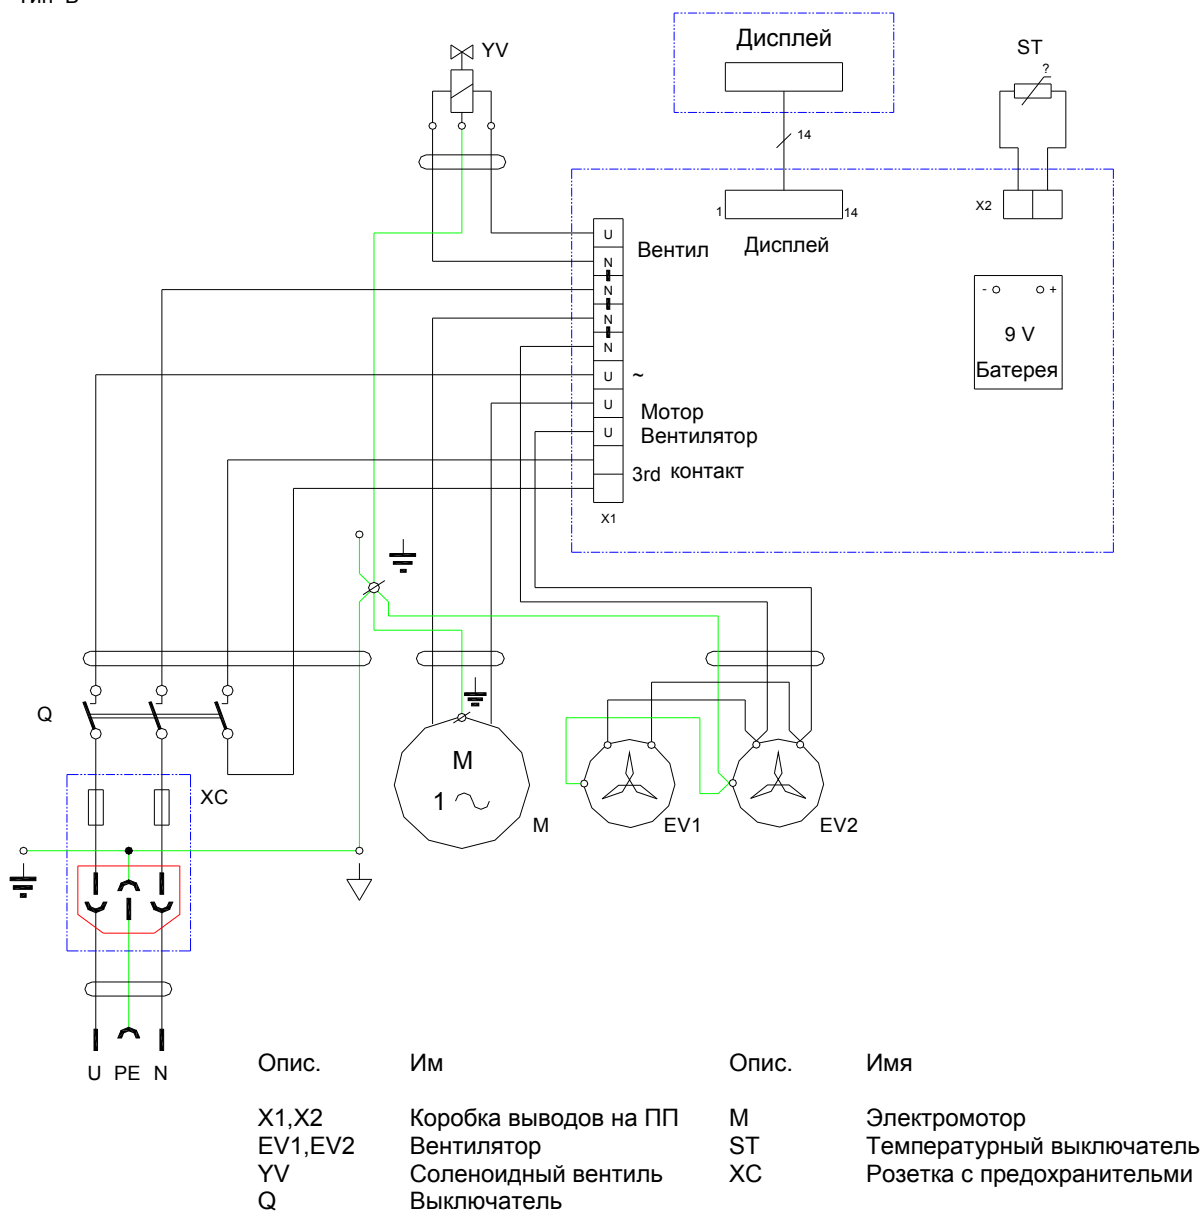 Тип В
YV
Дисплей
ST
?
14
X2
1
14
U
Вентил
Дисплей
N
N
- +
N
9 V
N
Батерея
U ~
U
Мотор
U
Вентилятор
3rd контакт
X1
Q
M
1
XC
M
EV1
EV2
U PE N
Опис. Им Опис. Имя
X1,X2 Коробка выводов на ПП M Электромотор
EV1,EV2 Вентилятор ST Температурный выключатель
YV Соленоидный вентиль XC Розетка с предохранительми
Q Выключатель